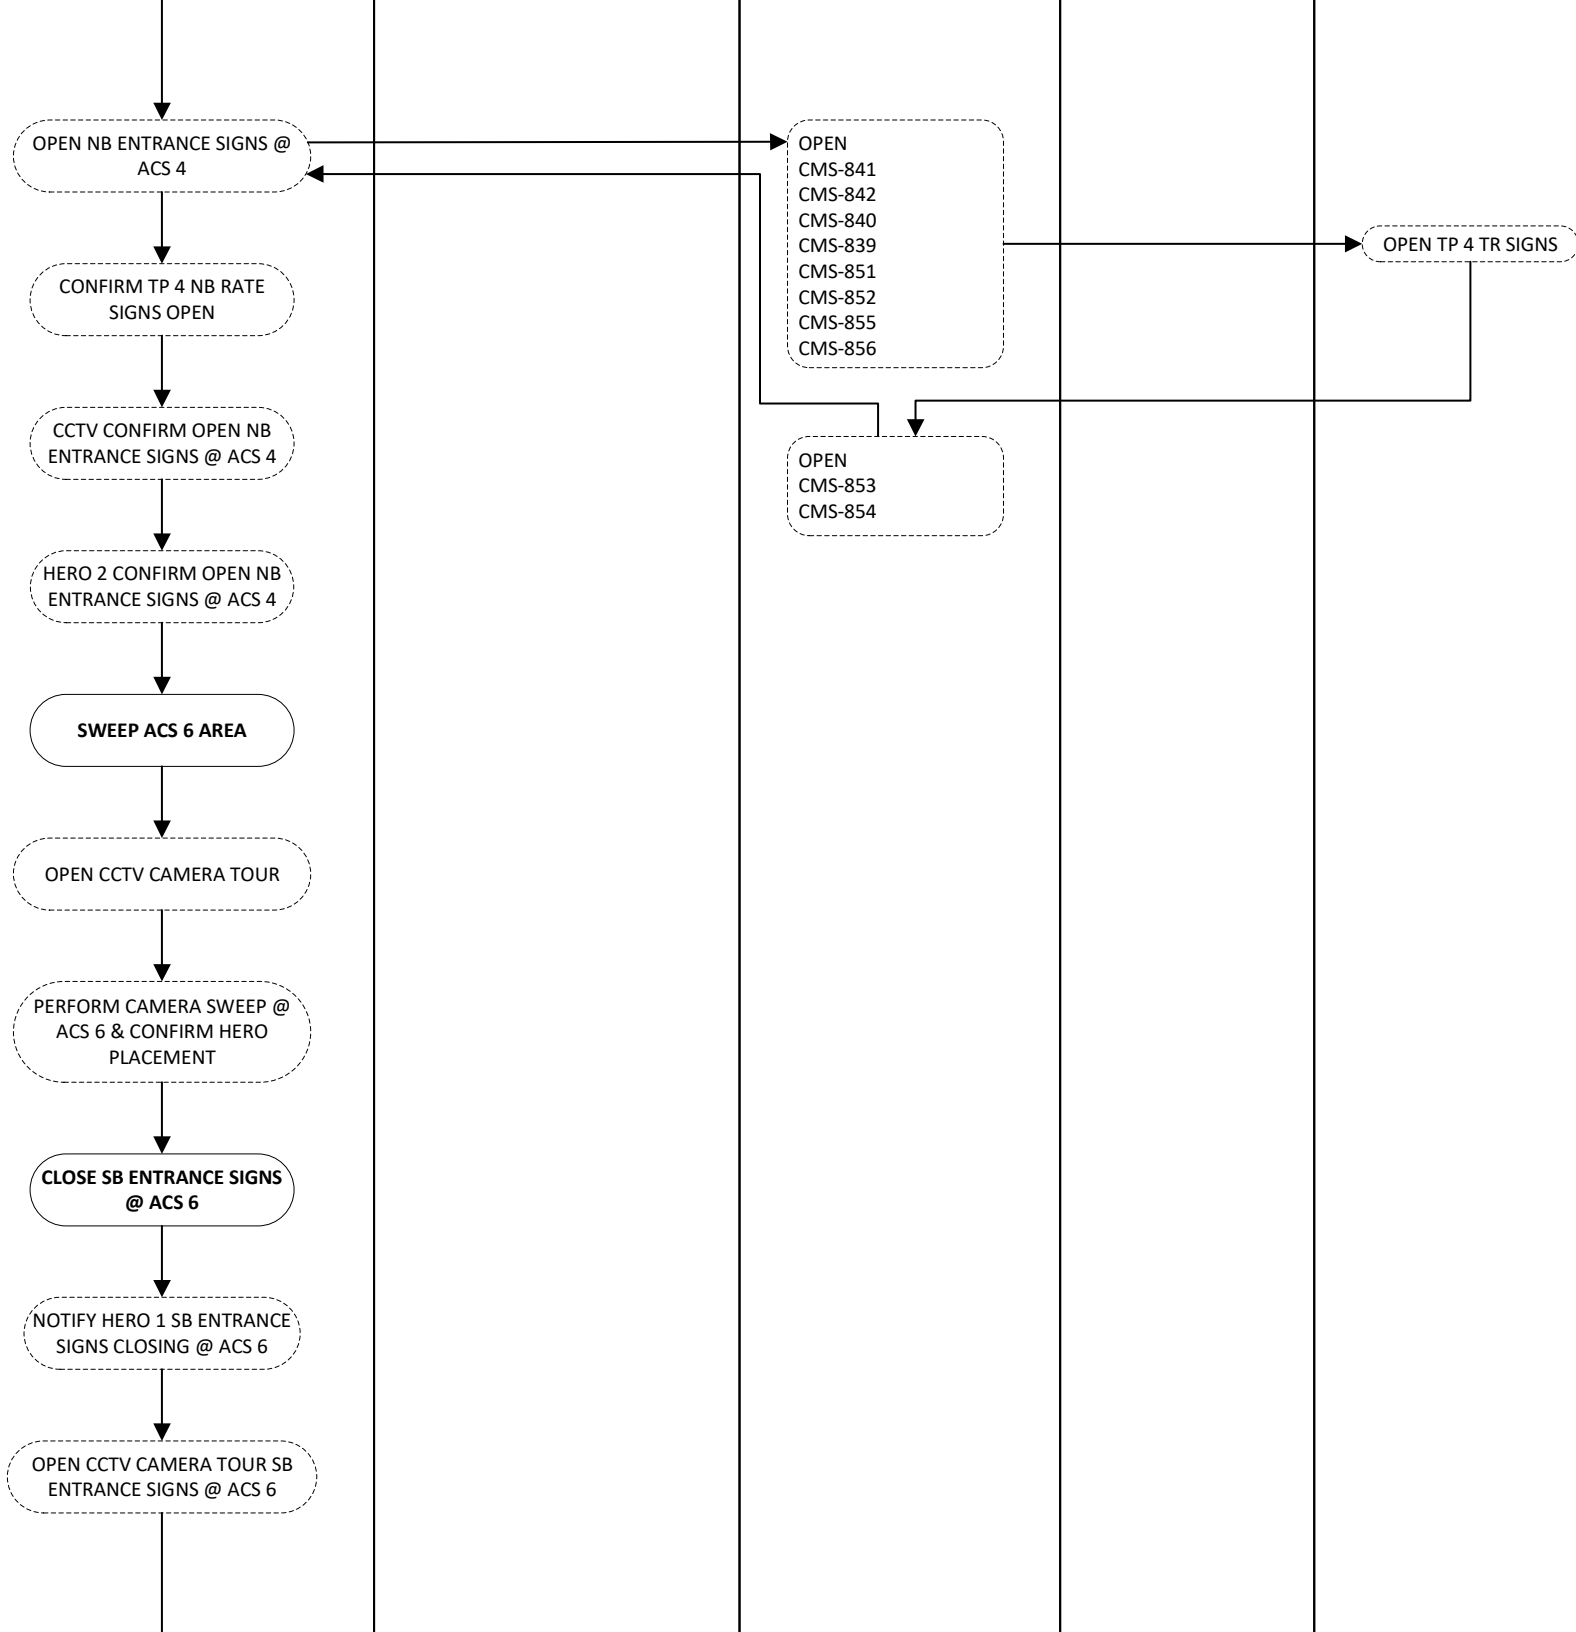 OPEN NB ENTRANCE SIGNS @
ACS 4
OPEN
CMS-841
CMS-842
CMS-840
CMS-839
CMS-851
CMS-852
CMS-855
CMS-856
OPEN TP 4 TR SIGNS
CONFIRM TP 4 NB RATE
SIGNS OPEN
CCTV CONFIRM OPEN NB
ENTRANCE SIGNS @ ACS 4
OPEN
CMS-853
CMS-854
HERO 2 CONFIRM OPEN NB
ENTRANCE SIGNS @ ACS 4
SWEEP ACS 6 AREA
OPEN CCTV CAMERA TOUR
PERFORM CAMERA SWEEP @
ACS 6 & CONFIRM HERO
PLACEMENT
CLOSE SB ENTRANCE SIGNS
@ ACS 6
NOTIFY HERO 1 SB ENTRANCE
SIGNS CLOSING @ ACS 6
OPEN CCTV CAMERA TOUR SB
ENTRANCE SIGNS @ ACS 6